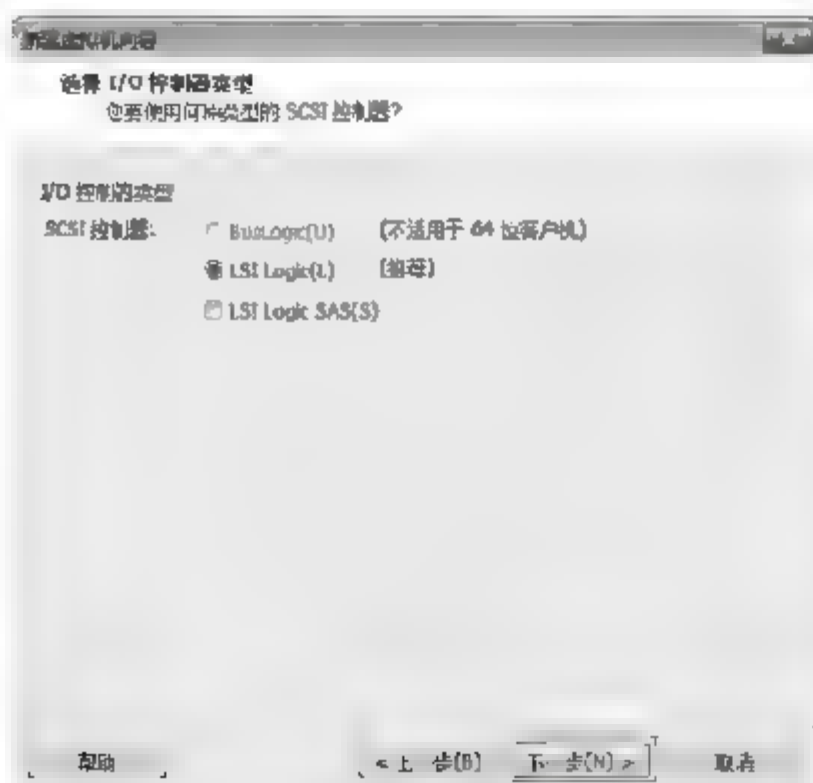 新建虚拟机向导
选择 I/O 控制器类型
您要使用何种类型的 SCSI 控制器?
I/O 控制器类型
SCSI 控制器:
BusLogic(U) (不适用于 64 位客户机)
LSI Logic(L) (推荐)
LSI Logic SAS(S)
帮助 < 上一步(B) 下一步(N) > 取消